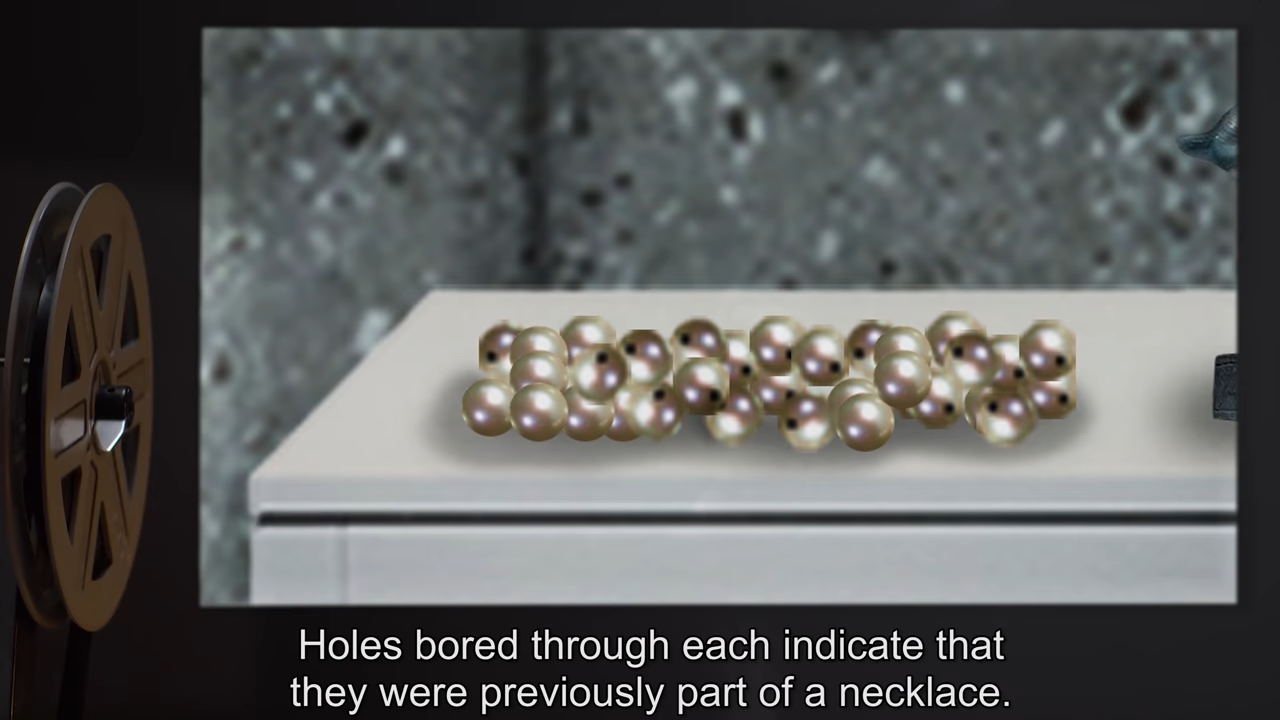 Holes bored through each indicate that
they were previously part of a necklace.